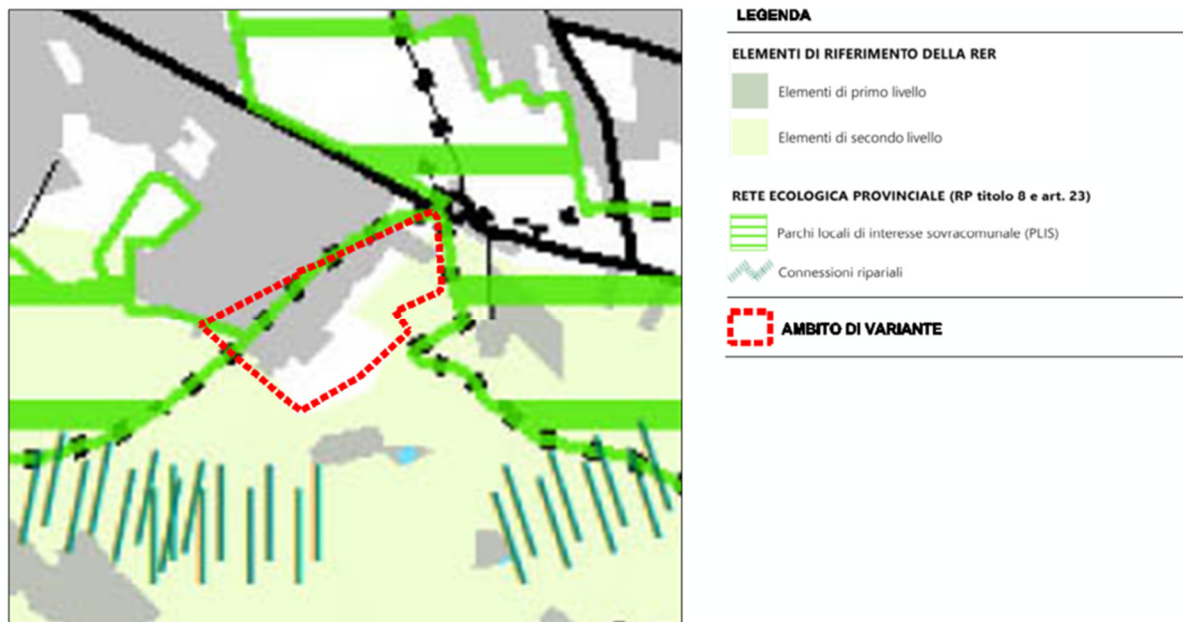 LEGENDA
ELEMENTI DI RIFERIMENTO DELLA RER
Elementi di primo livello
Elementi di secondo livello
RETE ECOLOGICA PROVINCIALE (RP titolo 8 e art. 23)
Parchi locali di interesse sovracomunale (PLIS)
Connessioni ripariali
AMBITO DI VARIANTE